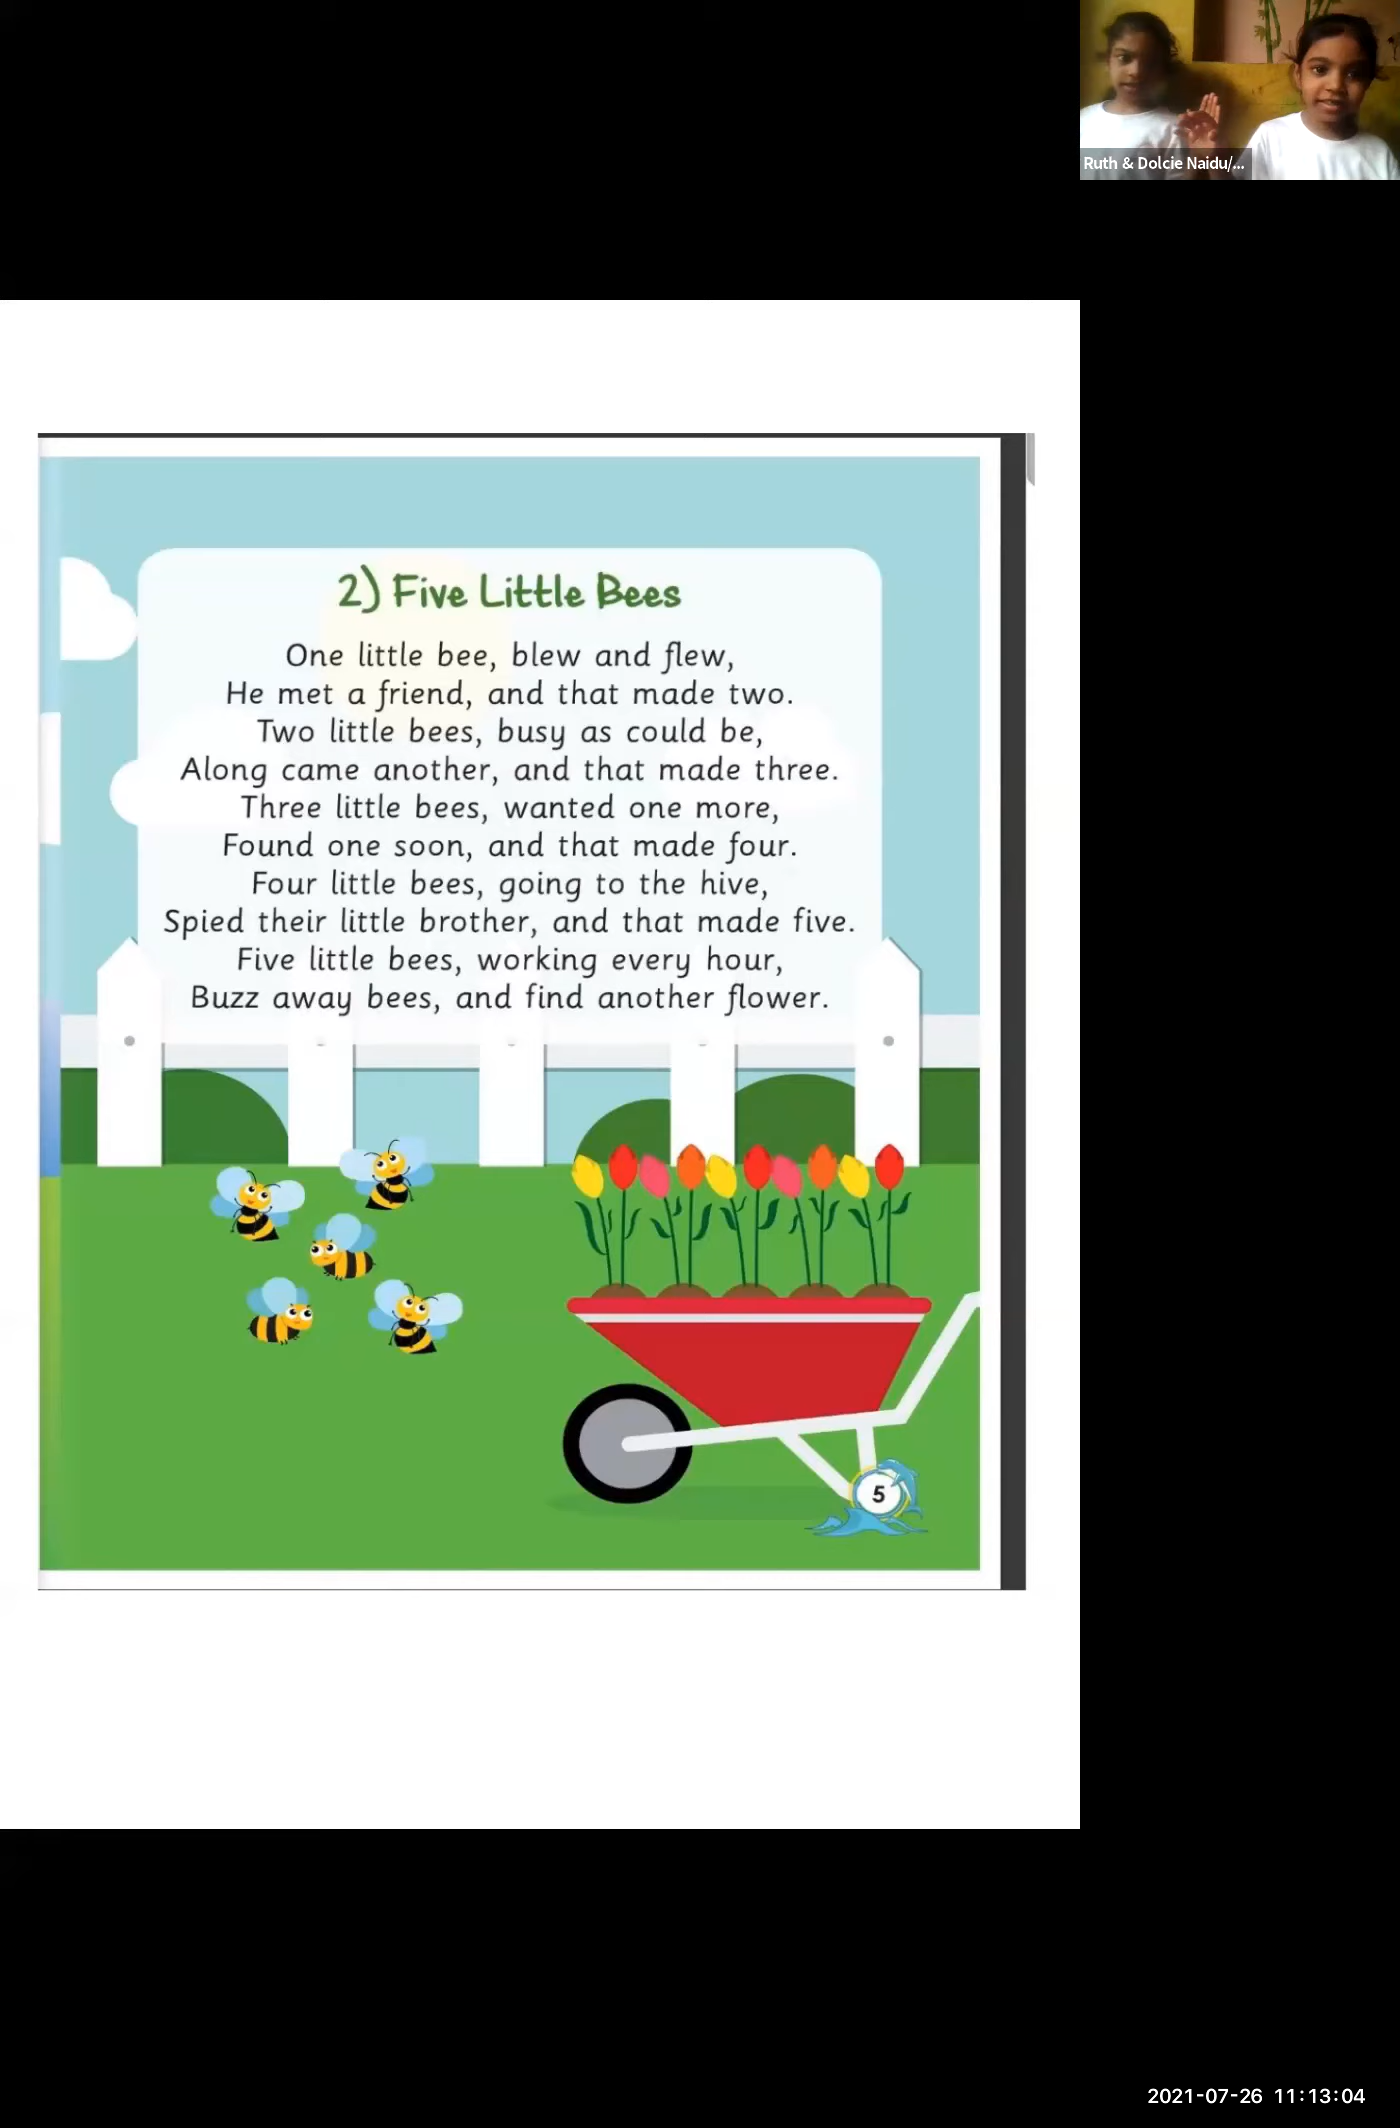 Ruth & Dolcie Naidu/...
2) Five Little Bees
One little bee, blew and flew,
He met a friend, and that made two.
Two little bees, busy as could be,
Along came another, and that made three.
Three little bees, wanted one more,
Found one soon, and that made four.
Four little bees, going to the hive,
Spied their little brother, and that made five.
Five little bees, working every hour,
Buzz away bees, and find another flower.
5
2021-07-26 11:13:04